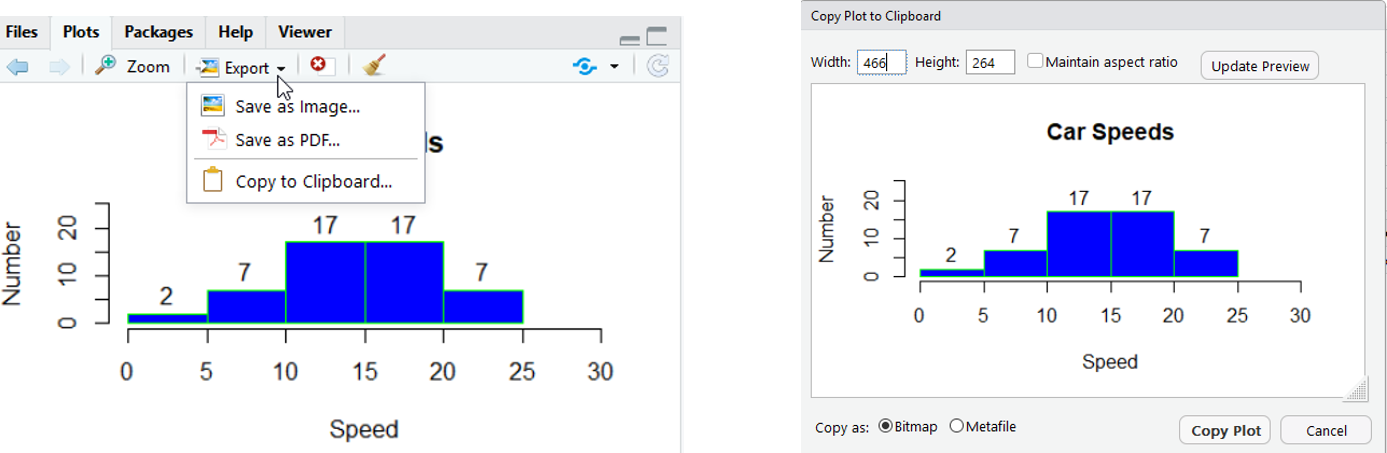 Files Plots Packages Help Viewer
Zoom Export
Save as Image...
Save as PDF...
Copy to Clipboard...
ls
Number
20
10
0
2 7 17 17 7
0 5 10 15 20 25 30
Speed
Copy Plot to Clipboard
Width: 466 Height: 264 Maintain aspect ratio Update Preview
Car Speeds
Number
20
10
0
2 7 17 17 7
0 5 10 15 20 25 30
Speed
Copy as: Bitmap Metafile Copy Plot Cancel